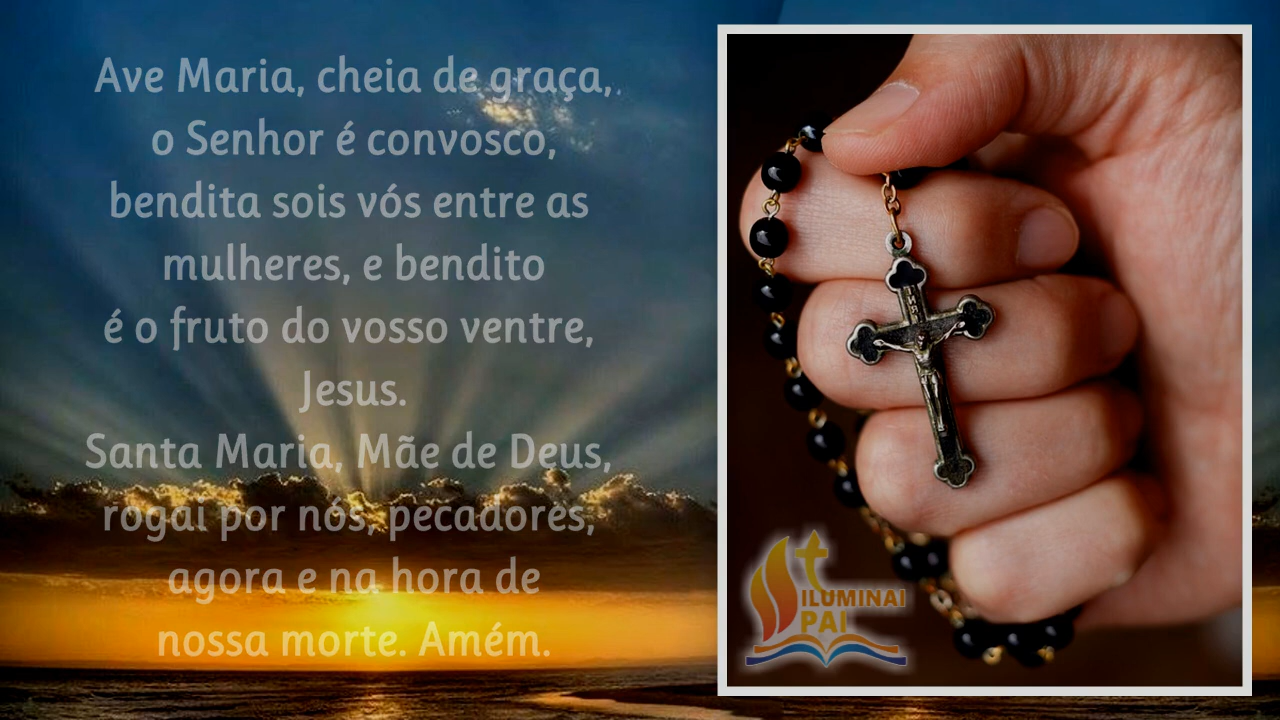 Ave Maria, cheia de graça,
o Senhor é convosco,
bendita sois vós entre as
mulheres, e bendito
é o fruto do vosso ventre,
Jesus.
Santa Maria, Mãe de Deus,
rogai por nós, pecadores,
agora e na hora de
nossa morte. Amém.
ILUMINAI
PAI